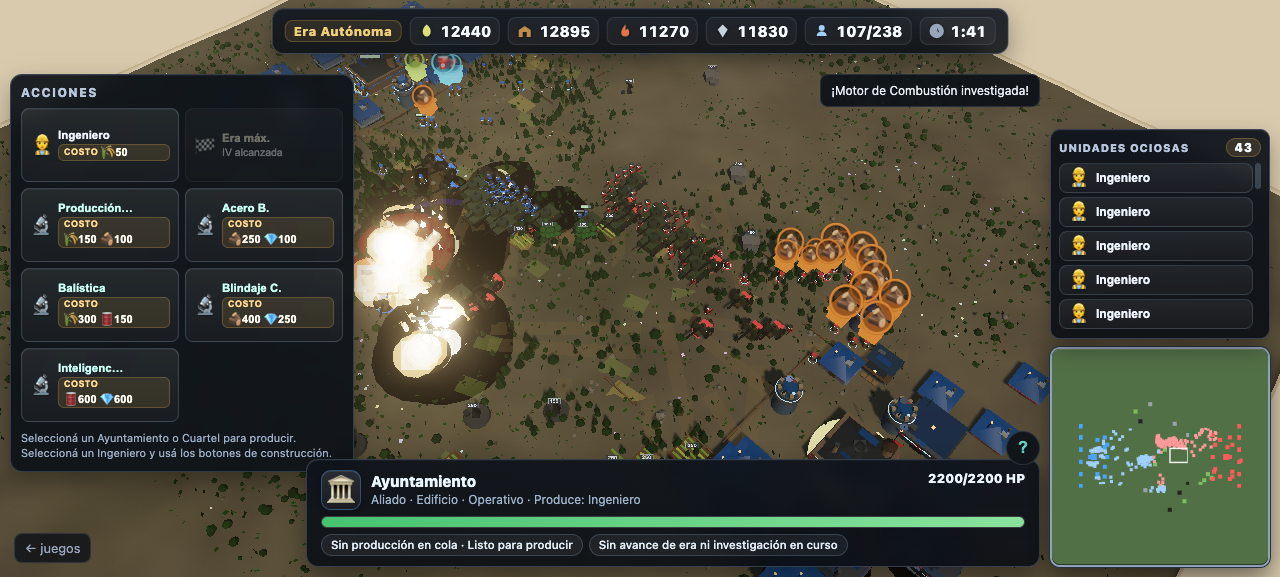 Era Autónoma 12440 12895 11270 11830 107/238 1:41
ACCIONES
Ingeniero
COSTO 50
Era máx.
IV alcanzada
Producción...
COSTO
150 100
Acero B.
COSTO
250 100
Balística
COSTO
300 150
Blindaje C.
COSTO
400 250
Inteligenc...
COSTO
600 600
Seleccioná un Ayuntamiento o Cuartel para producir.
Seleccioná un Ingeniero y usá los botones de construcción.
← juegos
¡Motor de Combustión investigada!
UNIDADES OCIOSAS 43
Ingeniero
Ingeniero
Ingeniero
Ingeniero
Ingeniero
?
Ayuntamiento 2200/2200 HP
Aliado · Edificio · Operativo · Produce: Ingeniero
Sin producción en cola · Listo para producir
Sin avance de era ni investigación en curso